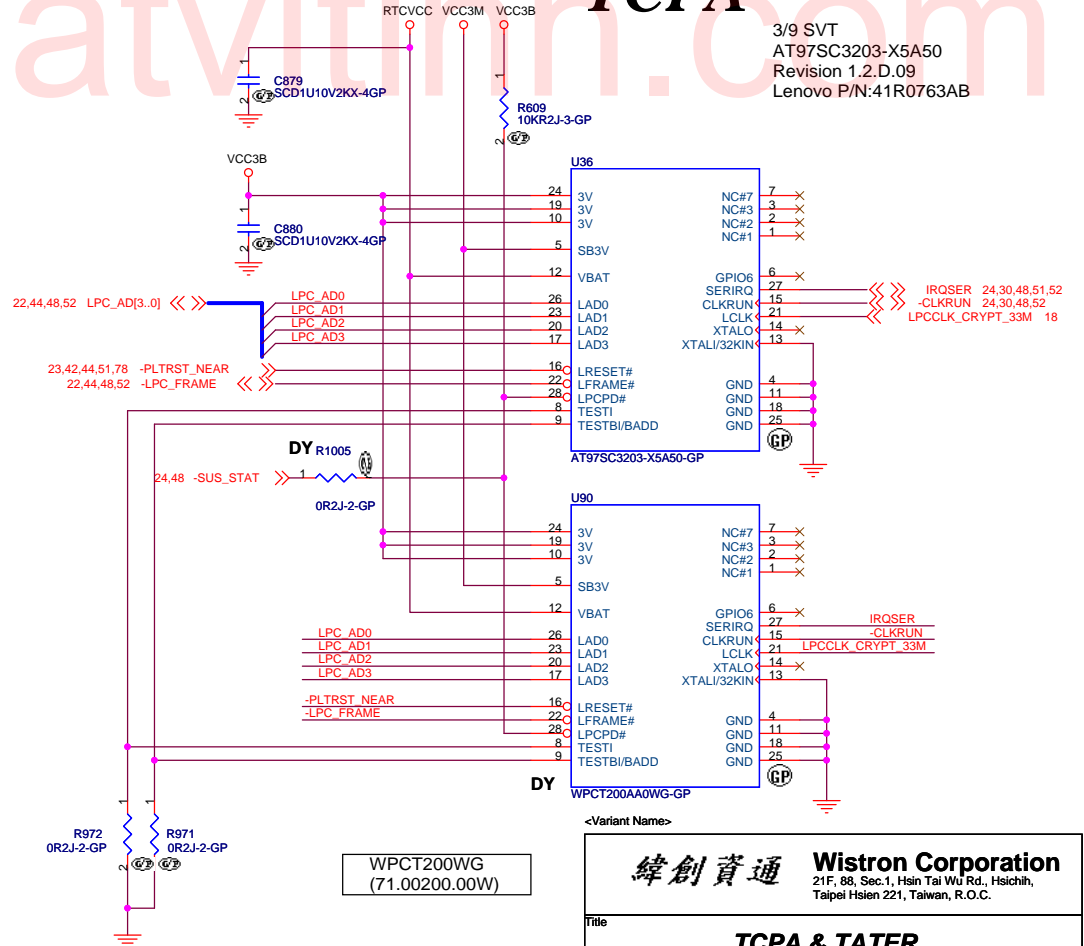 atvitinh.com
TCPA
RTCVCC VCC3M VCC3B
3/9 SVT
AT97SC3203-X5A50
Revision 1.2.D.09
Lenovo P/N:41R0763AB
1
C879
2 G/P SCD1U10V2KX-4GP
1
R609
10KR2J-3-GP
2 G/P
VCC3B
1
C880
2 G/P SCD1U10V2KX-4GP
U36
24 3V NC#7 7
19 3V NC#3 3
10 3V NC#2 2
NC#1 1
5 SB3V
12 VBAT GPIO6 6
SERIRQ 27 IRQSER 24,30,48,51,52
22,44,48,52 LPC_AD[3..0] LPC_AD0 26 LAD0 CLKRUN 15 -CLKRUN 24,30,48,52
LPC_AD1 23 LAD1 LCLK 21 LPCCLK_CRYPT_33M 18
LPC_AD2 20 LAD2 XTALO 14
LPC_AD3 17 LAD3 XTALI/32KIN 13
23,42,44,51,78 -PLTRST_NEAR 16 LRESET#
22,44,48,52 -LPC_FRAME 22 LFRAME# GND 4
28 LPCPD# GND 11
8 TESTI GND 18
9 TESTBI/BADD GND 25
GP
AT97SC3203-X5A50-GP
DY R1005
24,48 -SUS_STAT 1 2
0R2J-2-GP
U90
24 3V NC#7 7
19 3V NC#3 3
10 3V NC#2 2
NC#1 1
5 SB3V
12 VBAT GPIO6 6
SERIRQ 27 IRQSER
LPC_AD0 26 LAD0 CLKRUN 15 -CLKRUN
LPC_AD1 23 LAD1 LCLK 21 LPCCLK_CRYPT_33M
LPC_AD2 20 LAD2 XTALO 14
LPC_AD3 17 LAD3 XTALI/32KIN 13
-PLTRST_NEAR 16 LRESET#
-LPC_FRAME 22 LFRAME# GND 4
28 LPCPD# GND 11
8 TESTI GND 18
9 TESTBI/BADD GND 25
GP
DY WPCT200AA0WG-GP
1 1
R972 R971
0R2J-2-GP 0R2J-2-GP
2 G/P G/P
WPCT200WG
(71.00200.00W)
<Variant Name>
緯創資通 Wistron Corporation
21F, 88, Sec.1, Hsin Tai Wu Rd., Hsichih,
Taipei Hsien 221, Taiwan, R.O.C.
Title
TCPA & TATER